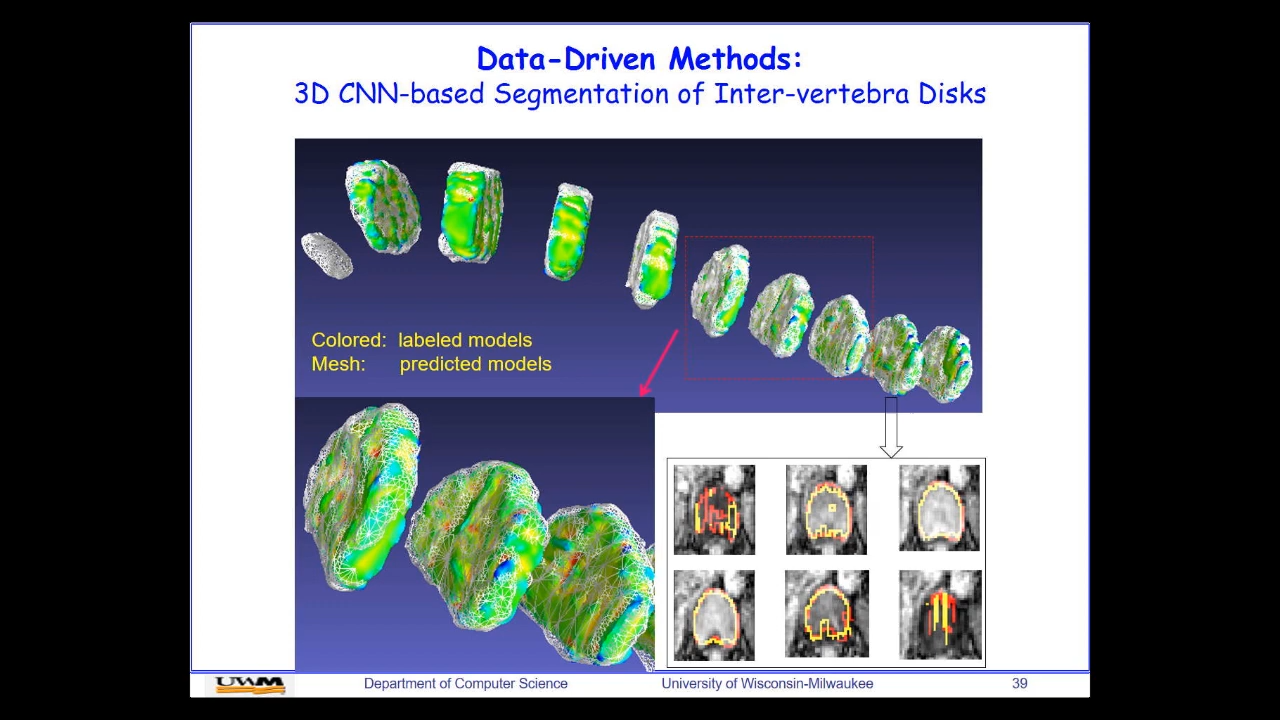 Data-Driven Methods:
3D CNN-based Segmentation of Inter-vertebra Disks
Colored: labeled models
Mesh: predicted models
UWM
Department of Computer Science University of Wisconsin-Milwaukee 39